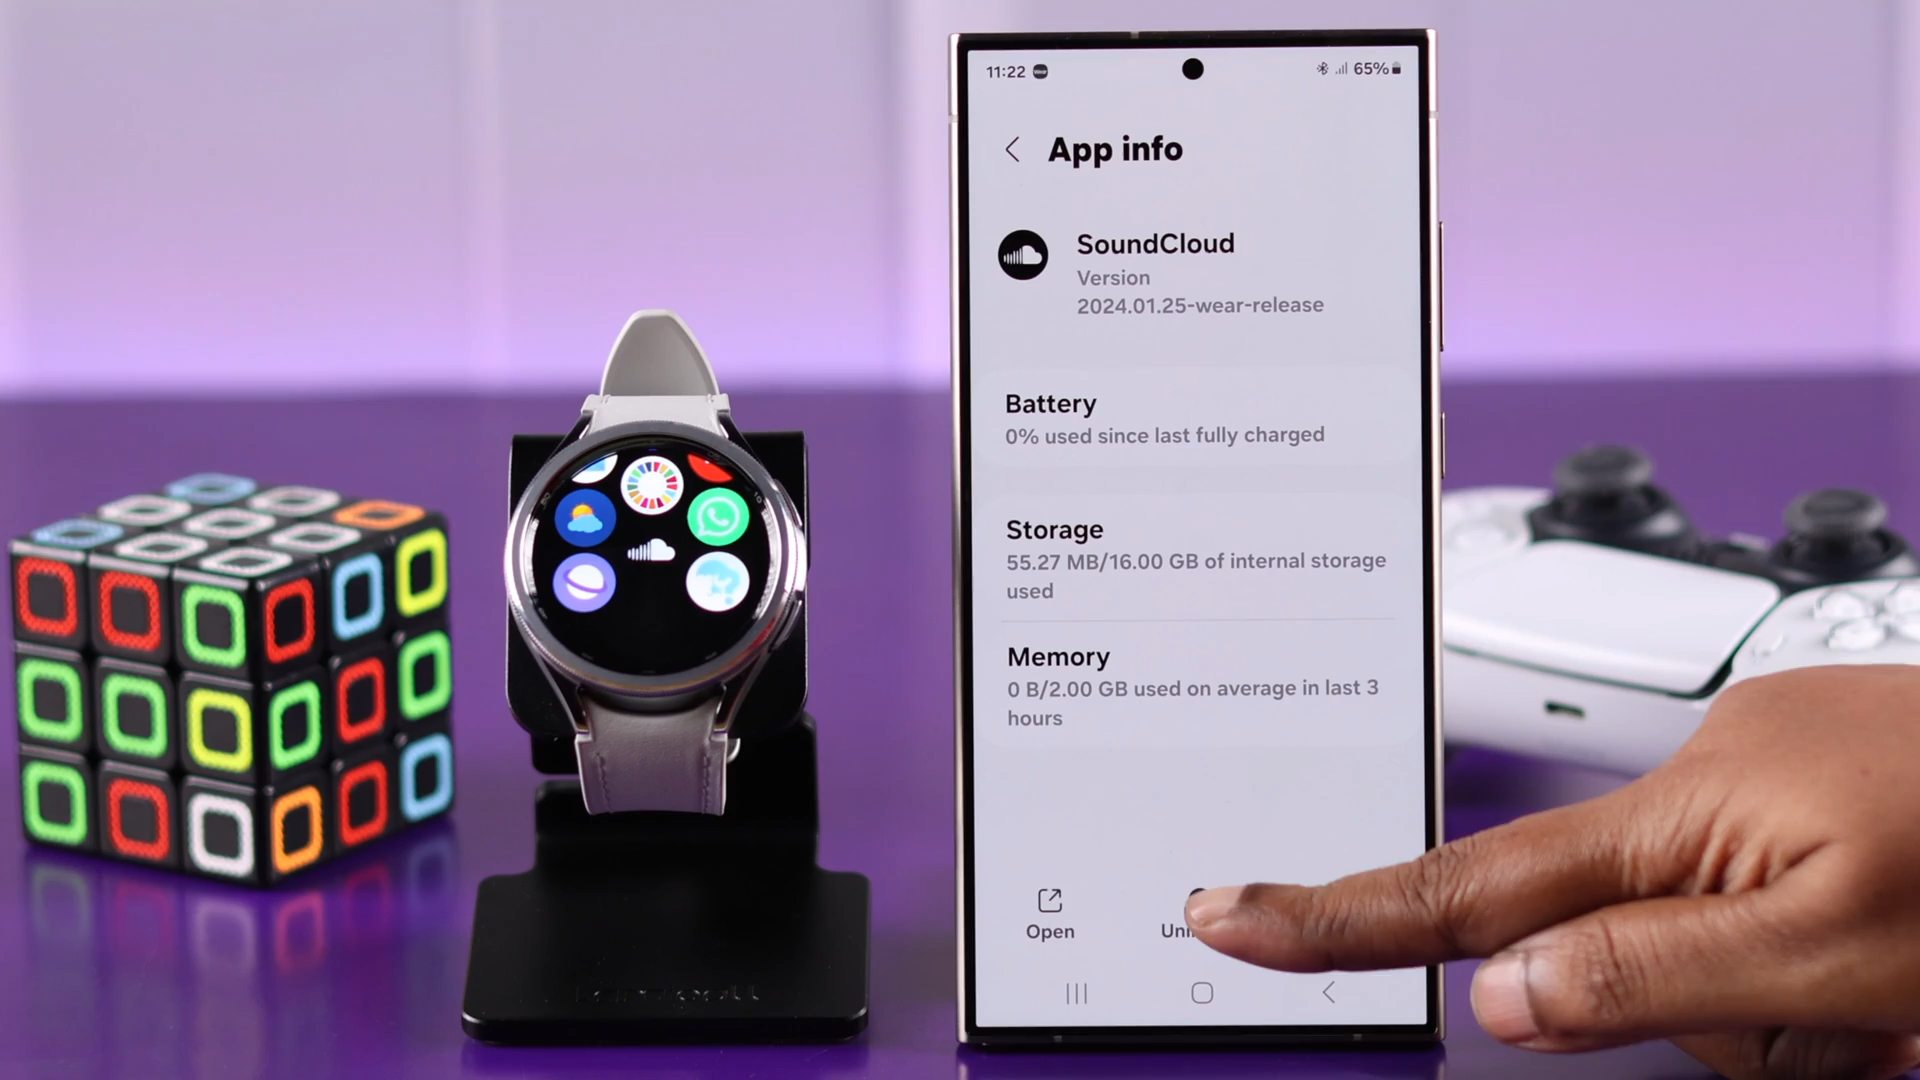 11:22
65%
App info
SoundCloud
Version
2024.01.25-wear-release
Battery
0% used since last fully charged
Storage
55.27 MB/16.00 GB of internal storage
used
Memory
0 B/2.00 GB used on average in last 3
hours
Open